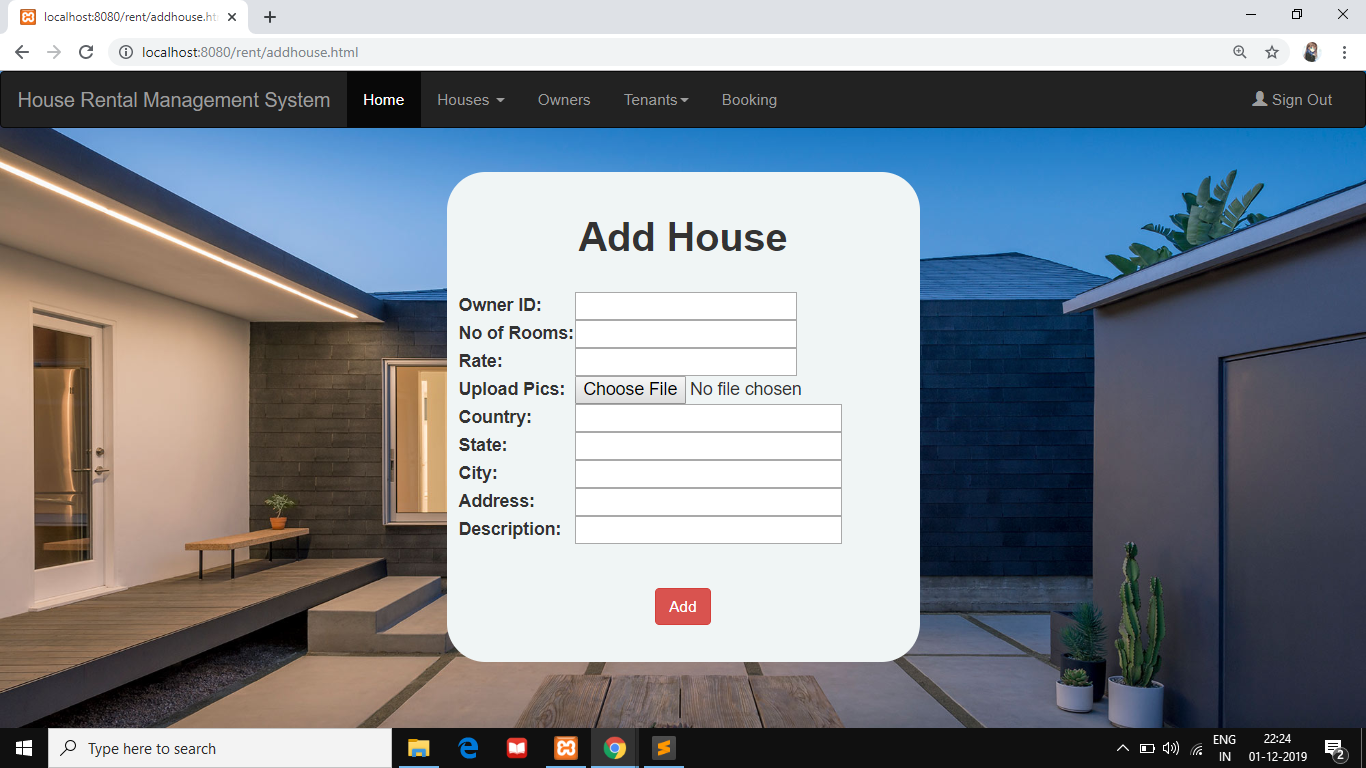 localhost:8080/rent/addhouse.ht
localhost:8080/rent/addhouse.html
House Rental Management System Home Houses Owners Tenants Booking Sign Out
Add House
Owner ID:
No of Rooms:
Rate:
Upload Pics: Choose File No file chosen
Country:
State:
City:
Address:
Description:
Add
Type here to search
ENG 22:24
IN 01-12-2019
2